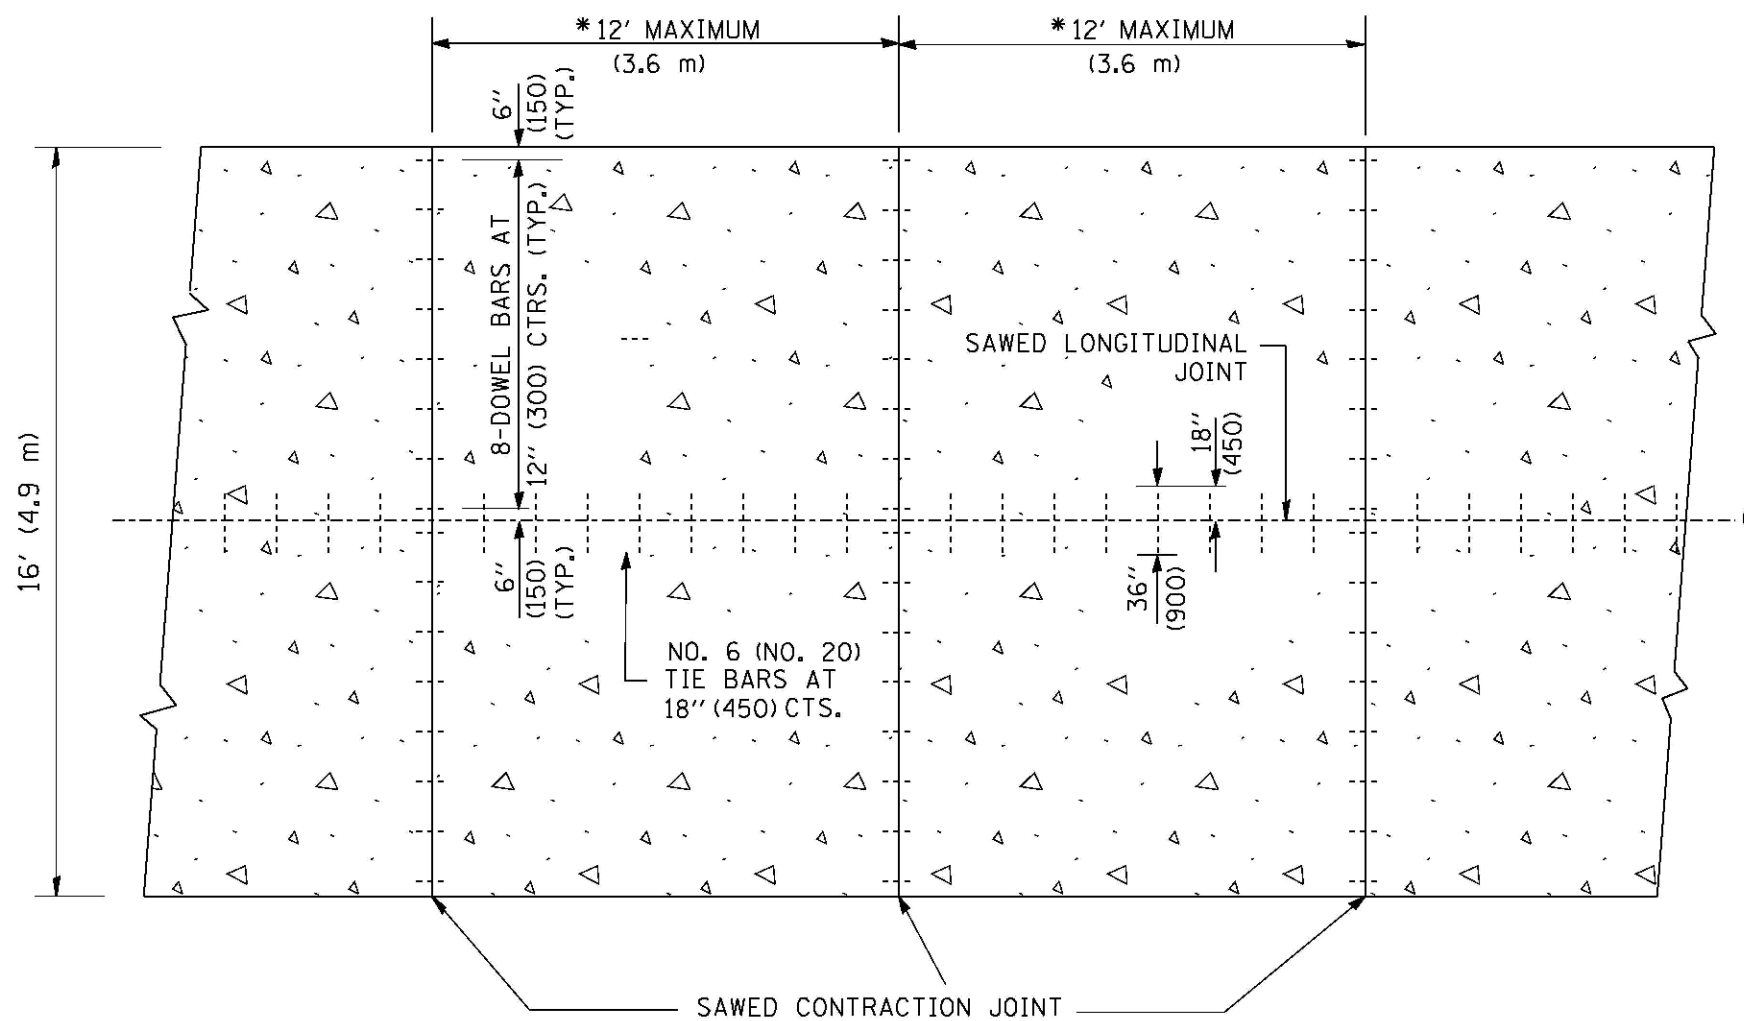 *12' MAXIMUM
(3.6 m)
*12' MAXIMUM
(3.6 m)
6"
(150)
(TYP.)
8-DOWEL BARS AT
12" (300) CTRS. (TYP.)
SAWED LONGITUDINAL
JOINT
18"
(450)
16' (4.9 m)
6"
(150)
(TYP.)
36"
(900)
NO. 6 (NO. 20)
TIE BARS AT
18" (450) CTS.
SAWED CONTRACTION JOINT